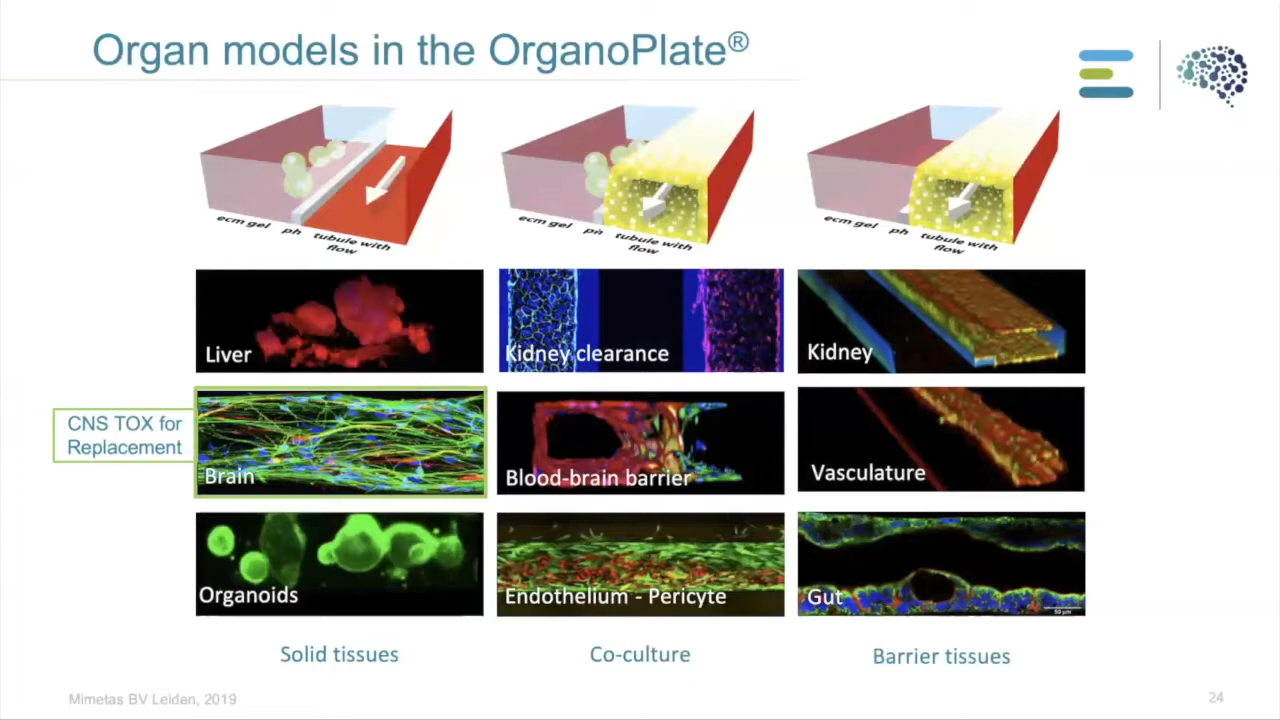 Organ models in the OrganoPlate®
ecm gel ph tubule with flow
ecm gel ph tubule with flow
ecm gel ph tubule with flow
Liver
Kidney clearance
Kidney
CNS TOX for
Replacement
Brain
Blood-brain barrier
Vasculature
Organoids
Endothelium - Pericyte
Gut
50 µm
Solid tissues
Co-culture
Barrier tissues
Mimetas BV Leiden, 2019
24